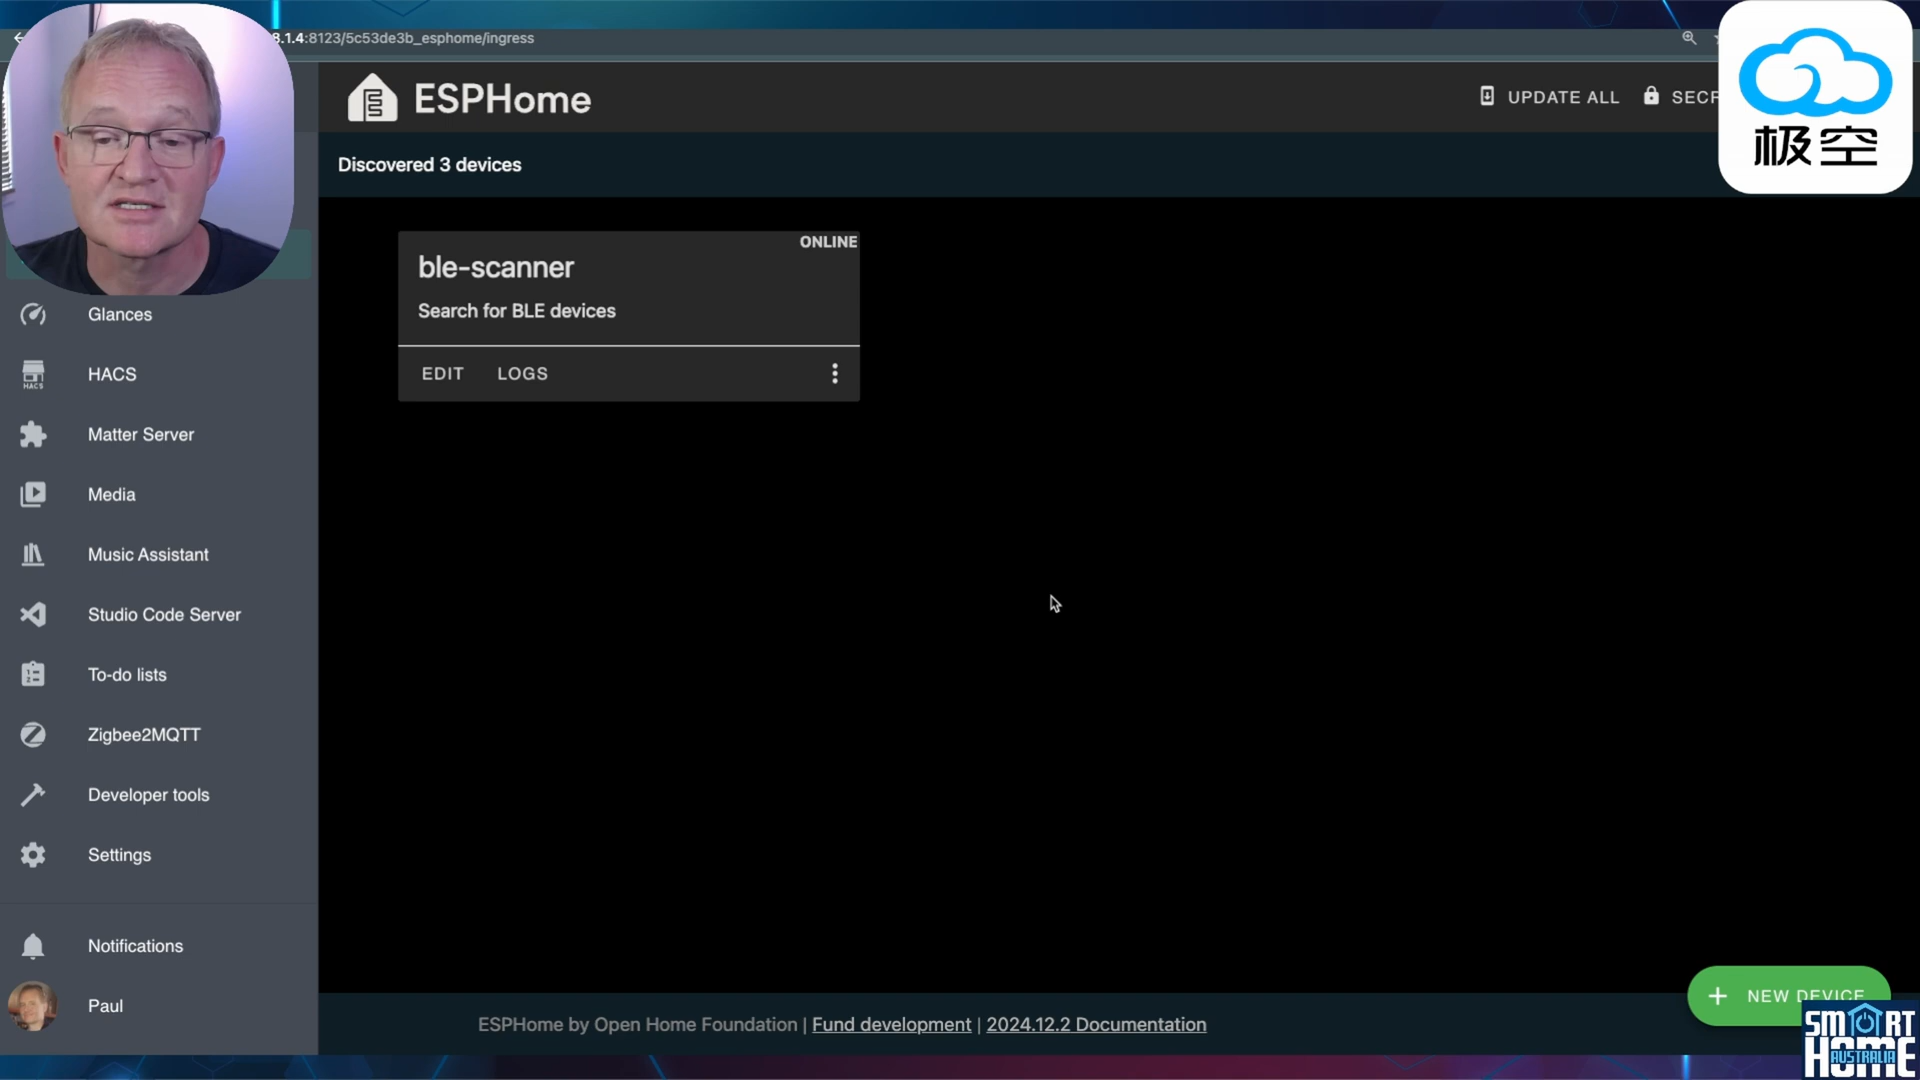 8.1.4:8123/5c53de3b_esphome/ingress
ESPHome
UPDATE ALL
SECR
极空
Discovered 3 devices
ONLINE
ble-scanner
Search for BLE devices
EDIT
LOGS
Glances
HACS
HACS
Matter Server
Media
Music Assistant
Studio Code Server
To-do lists
Zigbee2MQTT
Developer tools
Settings
Notifications
Paul
NEW DEVICE
ESPHome by Open Home Foundation | Fund development | 2024.12.2 Documentation
SMART
HOME
AUSTRALIA